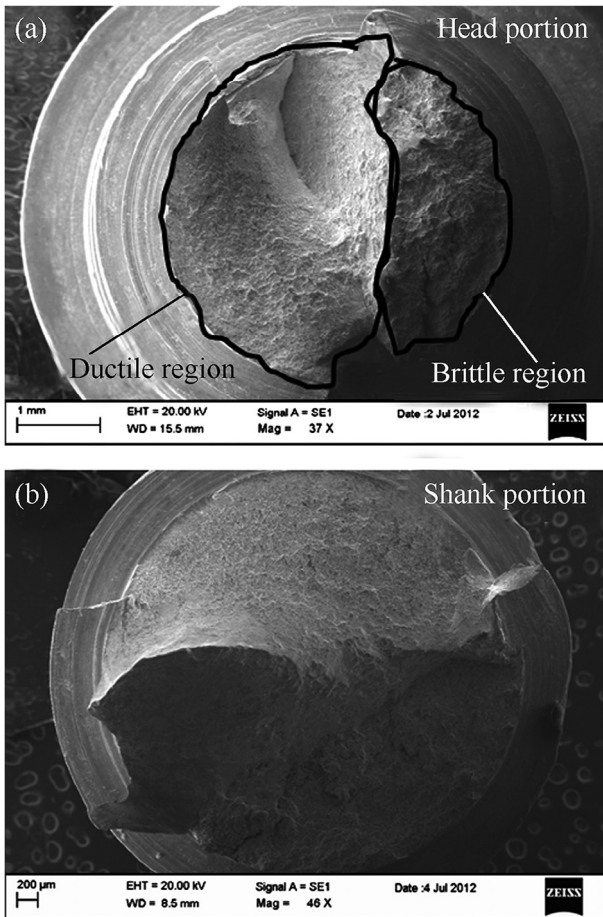 (a) Head portion
Ductile region
Brittle region
1 mm EHT = 20.00 kV Signal A = SE1 Date :2 Jul 2012 ZEISS
WD = 15.5 mm Mag = 37 X
(b) Shank portion
200 µm EHT = 20.00 kV Signal A = SE1 Date :4 Jul 2012 ZEISS
WD = 8.5 mm Mag = 46 X